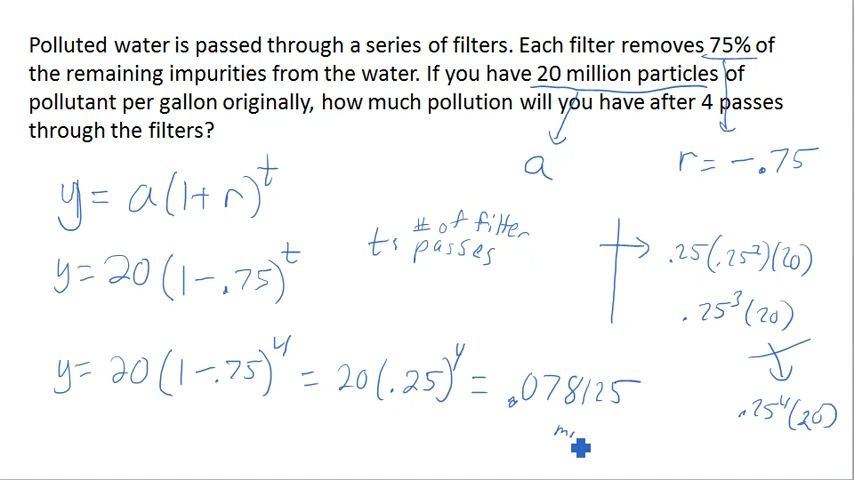 Polluted water is passed through a series of filters. Each filter removes 75% of
the remaining impurities from the water. If you have 20 million particles of
pollutant per gallon originally, how much pollution will you have after 4 passes
through the filters?
a
r = -.75
y = a(1+r)^t
t = # of filter
passes
y = 20(1-.75)^t
.25(.25²)(20)
.25³(20)
y = 20(1-.75)^4 = 20(.25)^4 = .078125
.25⁴(20)
mi